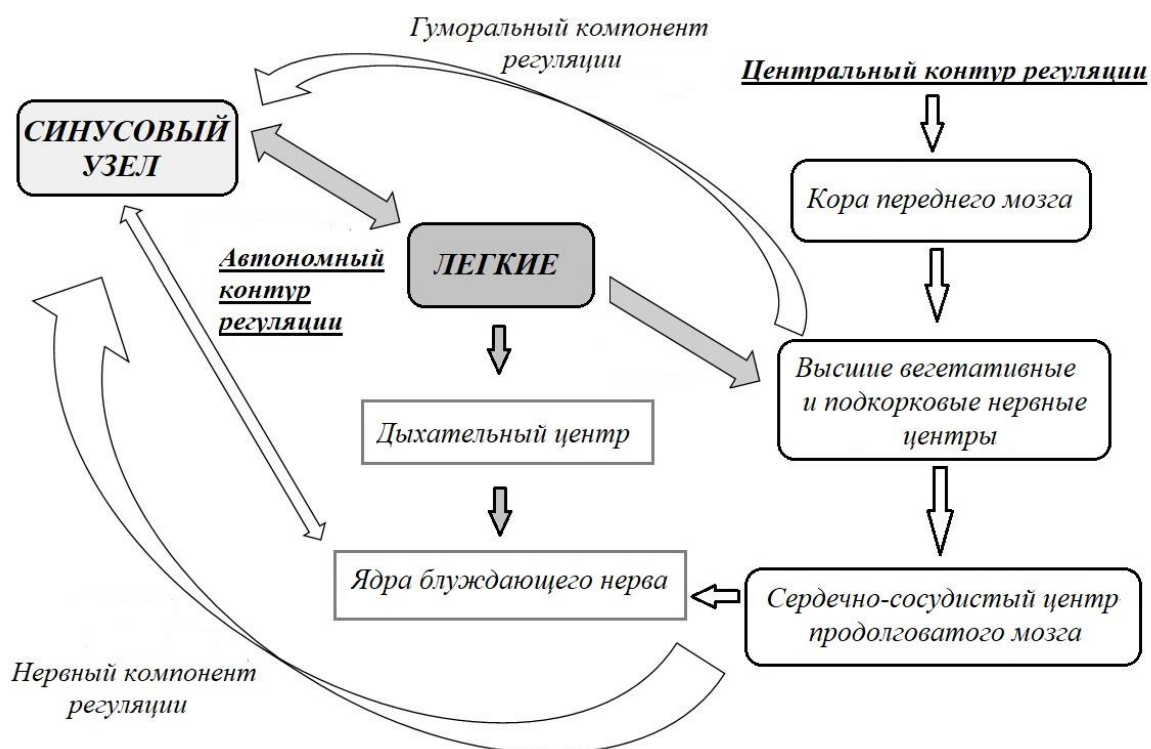 Гуморальный компонент
регуляции
Центральный контур регуляции
СИНУСОВЫЙ
УЗЕЛ
Кора переднего мозга
Автономный
контур
регуляции
ЛЕГКИЕ
Высшие вегетативные
и подкорковые нервные
центры
Дыхательный центр
Ядра блуждающего нерва
Сердечно-сосудистый центр
продолговатого мозга
Нервный компонент
регуляции